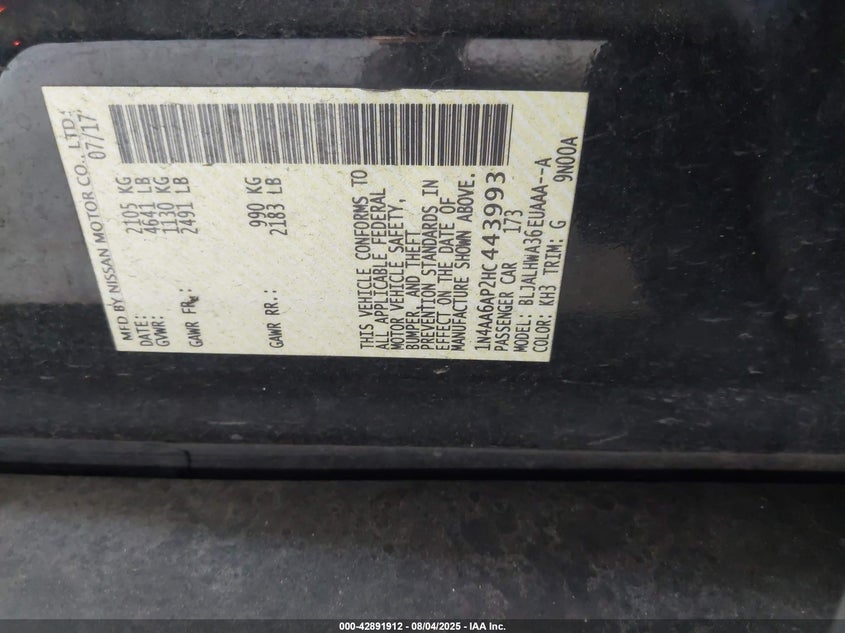 MFD BY NISSAN MOTOR CO., LTD.
DATE: 07/17
GVWR: 2105 KG
4641 LB
GAWR FR.: 1130 KG
2491 LB
GAWR RR.: 990 KG
2183 LB
THIS VEHICLE CONFORMS TO
ALL APPLICABLE FEDERAL
MOTOR VEHICLE SAFETY,
BUMPER, AND THEFT
PREVENTION STANDARDS IN
EFFECT ON THE DATE OF
MANUFACTURE SHOWN ABOVE.
1N4AA6AP2HC443993
PASSENGER CAR 173
MODEL: BLJALHWA36EUAAA--A
COLOR: KH3 TRIM: G 9N00A
000-42891912 - 08/04/2025 - IAA Inc.